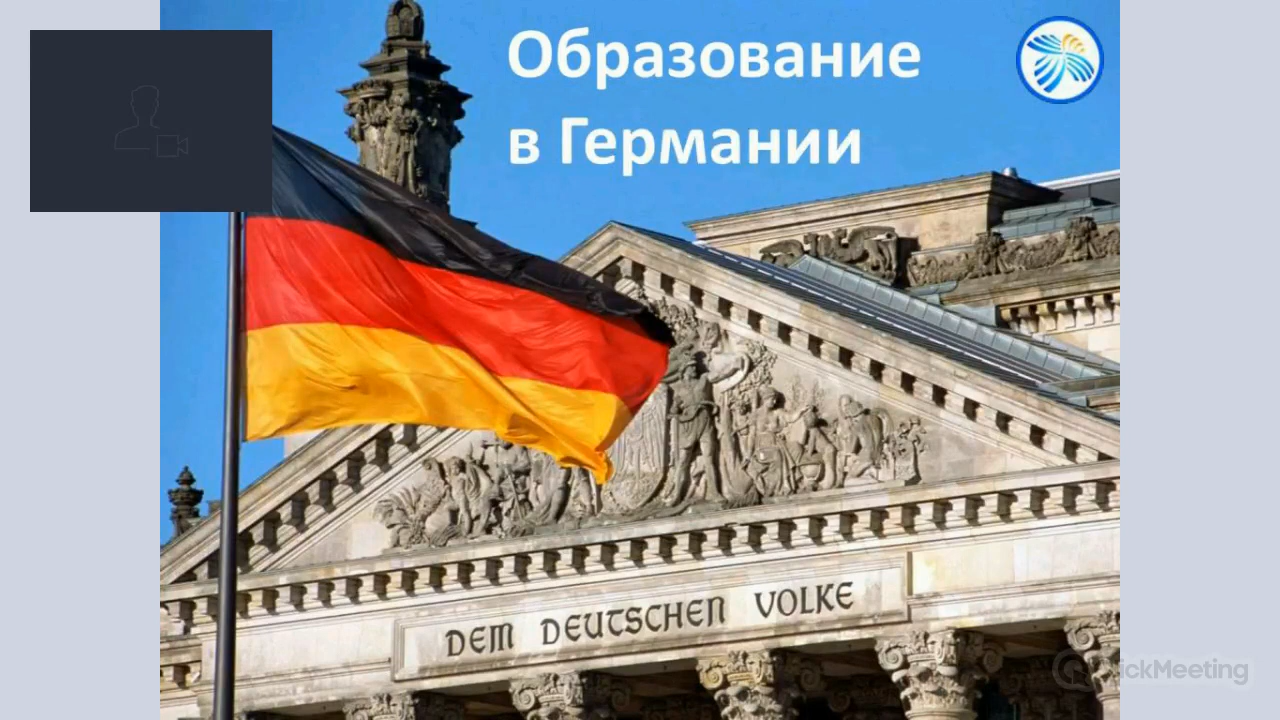 Образование
в Германии
DEM DEUTSCHEN VOLKE
ClickMeeting